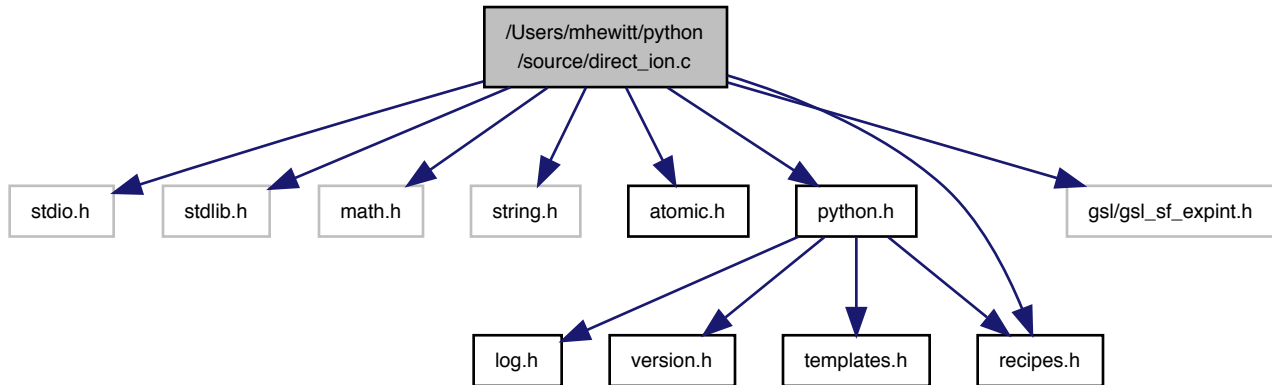 /Users/mhewitt/python
/source/direct_ion.c
stdio.h
stdlib.h
math.h
string.h
atomic.h
python.h
gsl/gsl_sf_expint.h
log.h
version.h
templates.h
recipes.h